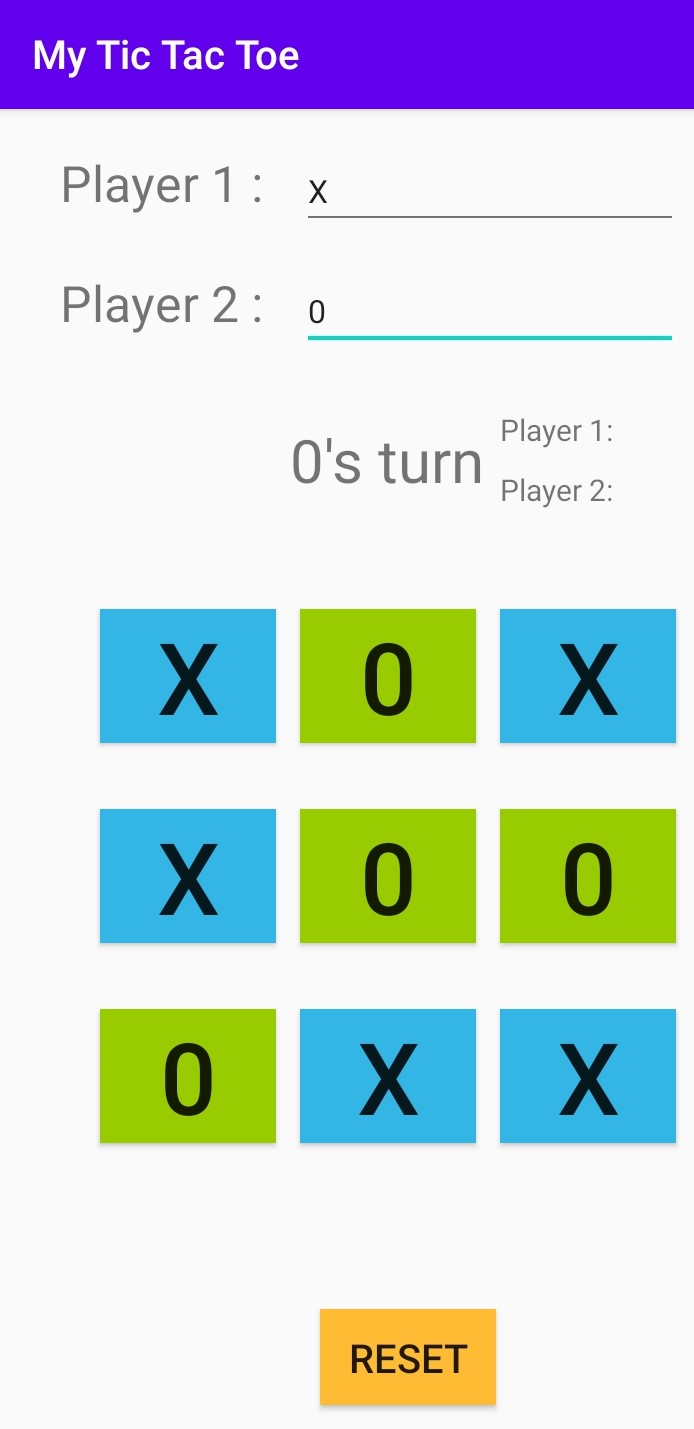 My Tic Tac Toe
Player 1 : X
Player 2 : 0
0's turn
Player 1:
Player 2:
X 0 X
X 0 0
0 X X
RESET